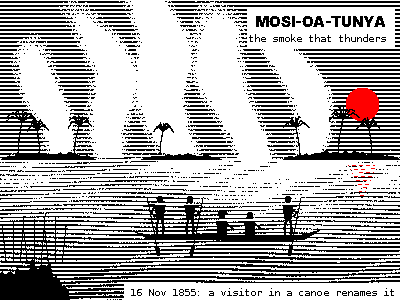 MOSI-OA-TUNYA
the smoke that thunders
16 Nov 1855: a visitor in a canoe renames it